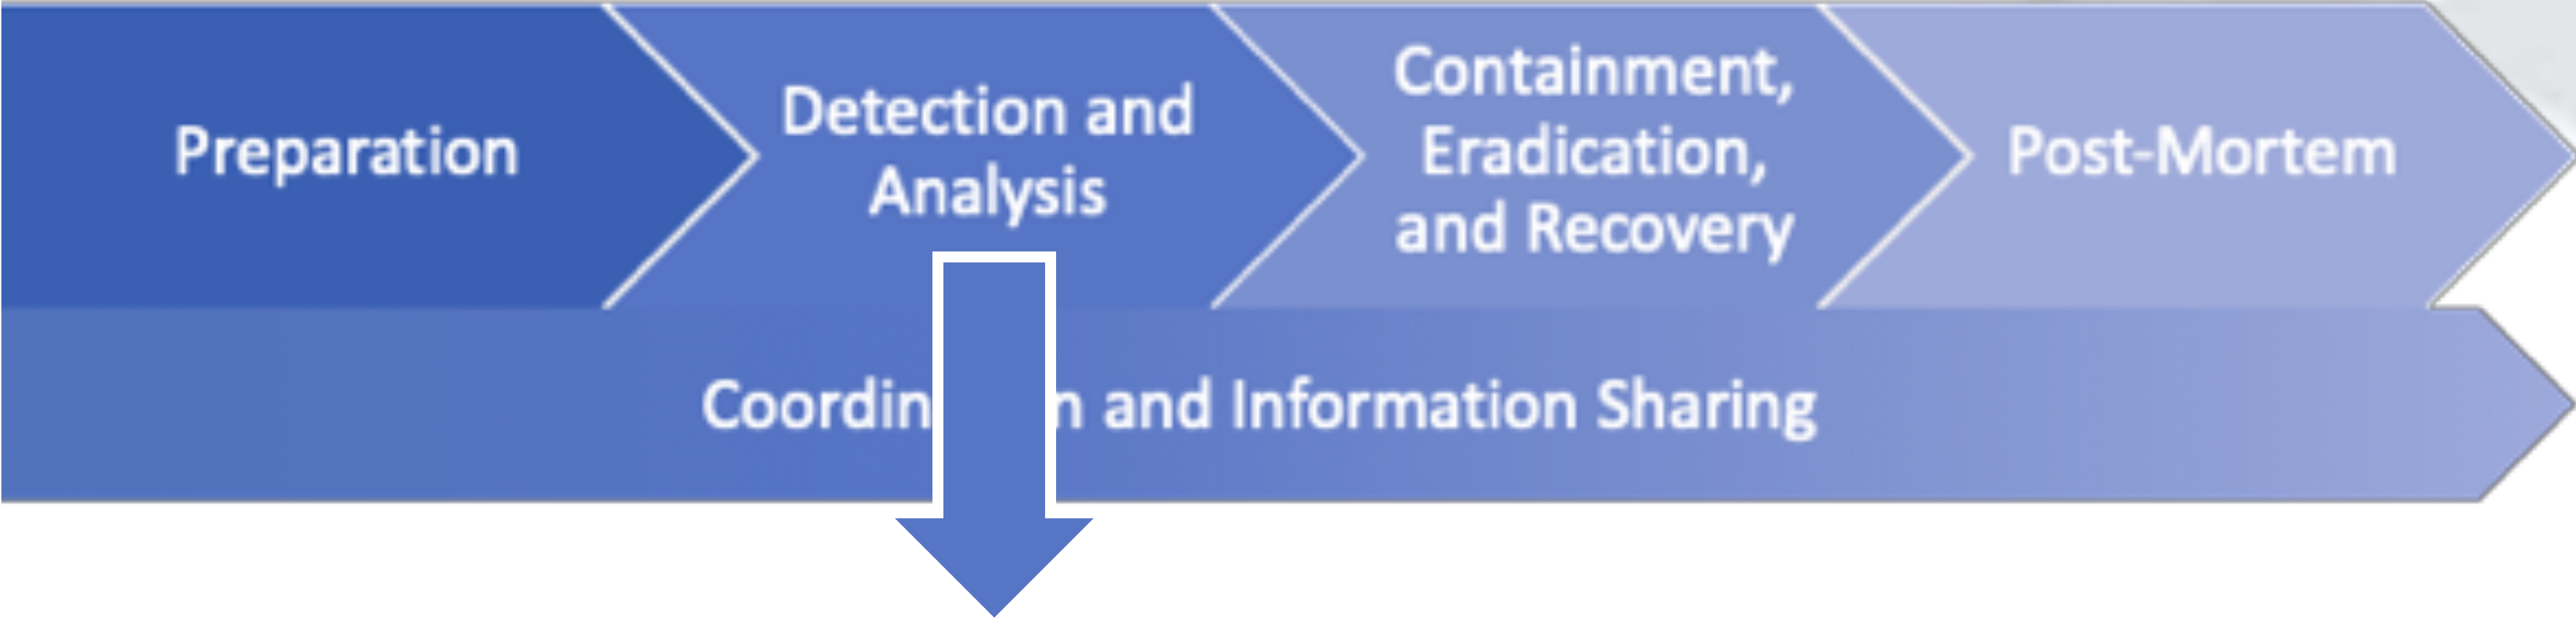 Preparation
Detection and
Analysis
Containment,
Eradication,
and Recovery
Post-Mortem
Coordin n and Information Sharing